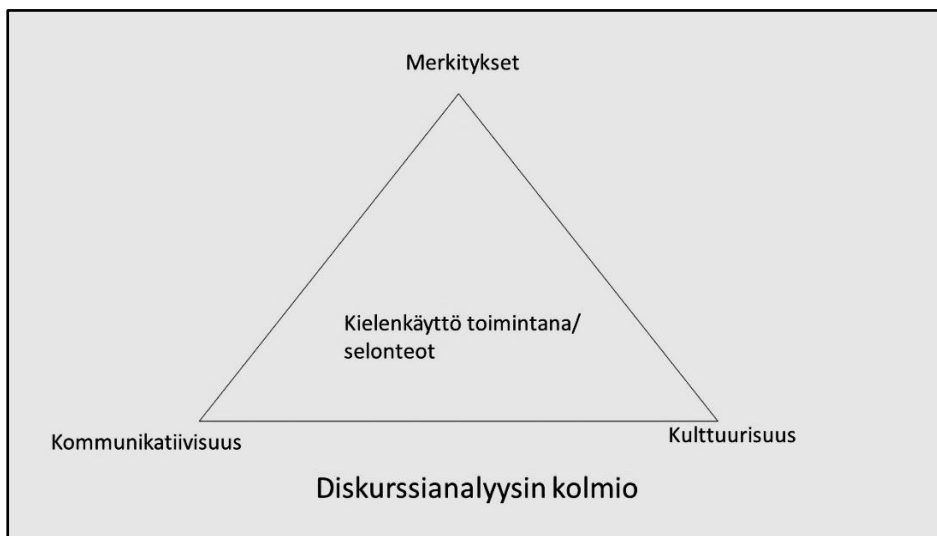 Merkitykset
Kielenkäyttö toimintana/
selonteot
Kommunikatiivisuus
Kulttuurisuus
Diskurssianalyysin kolmio